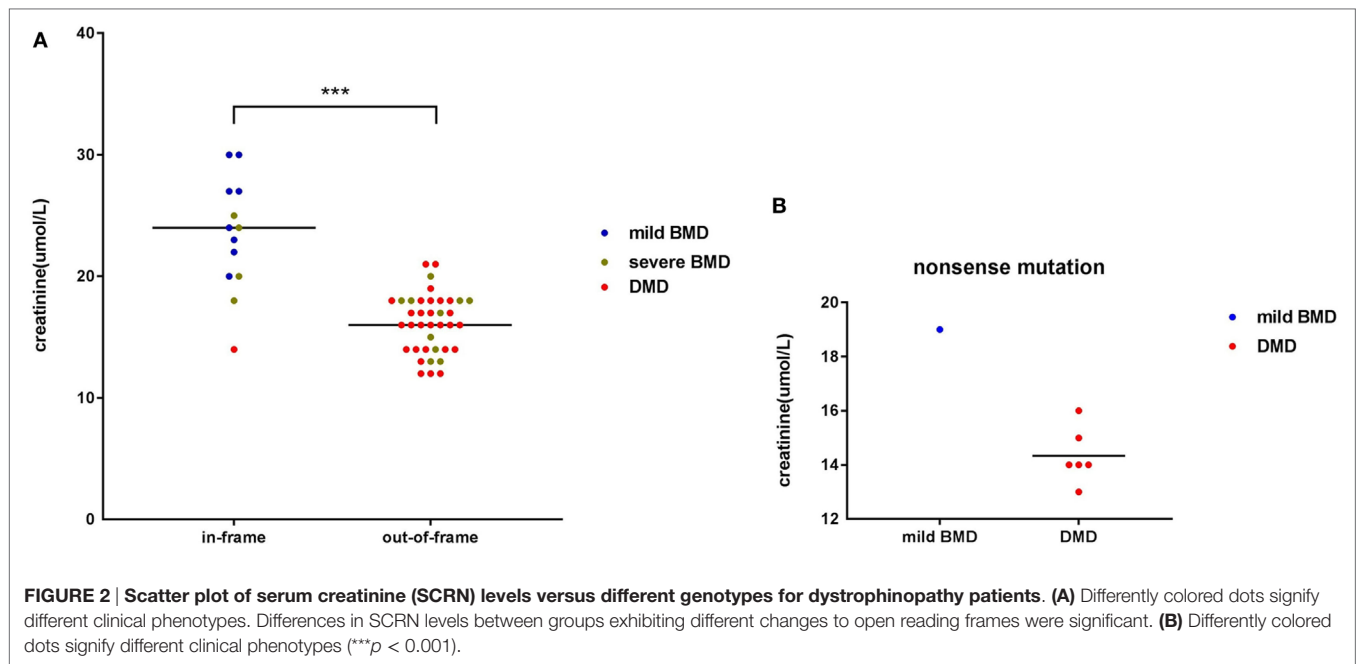 A
40
***
30
creatinine(umol/L)
20
10
0
in-frame
out-of-frame
mild BMD
severe BMD
DMD
B
nonsense mutation
20
18
creatinine(umol/L)
16
14
12
mild BMD
DMD
mild BMD
DMD
FIGURE 2 | Scatter plot of serum creatinine (SCRN) levels versus different genotypes for dystrophinopathy patients. (A) Differently colored dots signify
different clinical phenotypes. Differences in SCRN levels between groups exhibiting different changes to open reading frames were significant. (B) Differently colored
dots signify different clinical phenotypes (***p < 0.001).